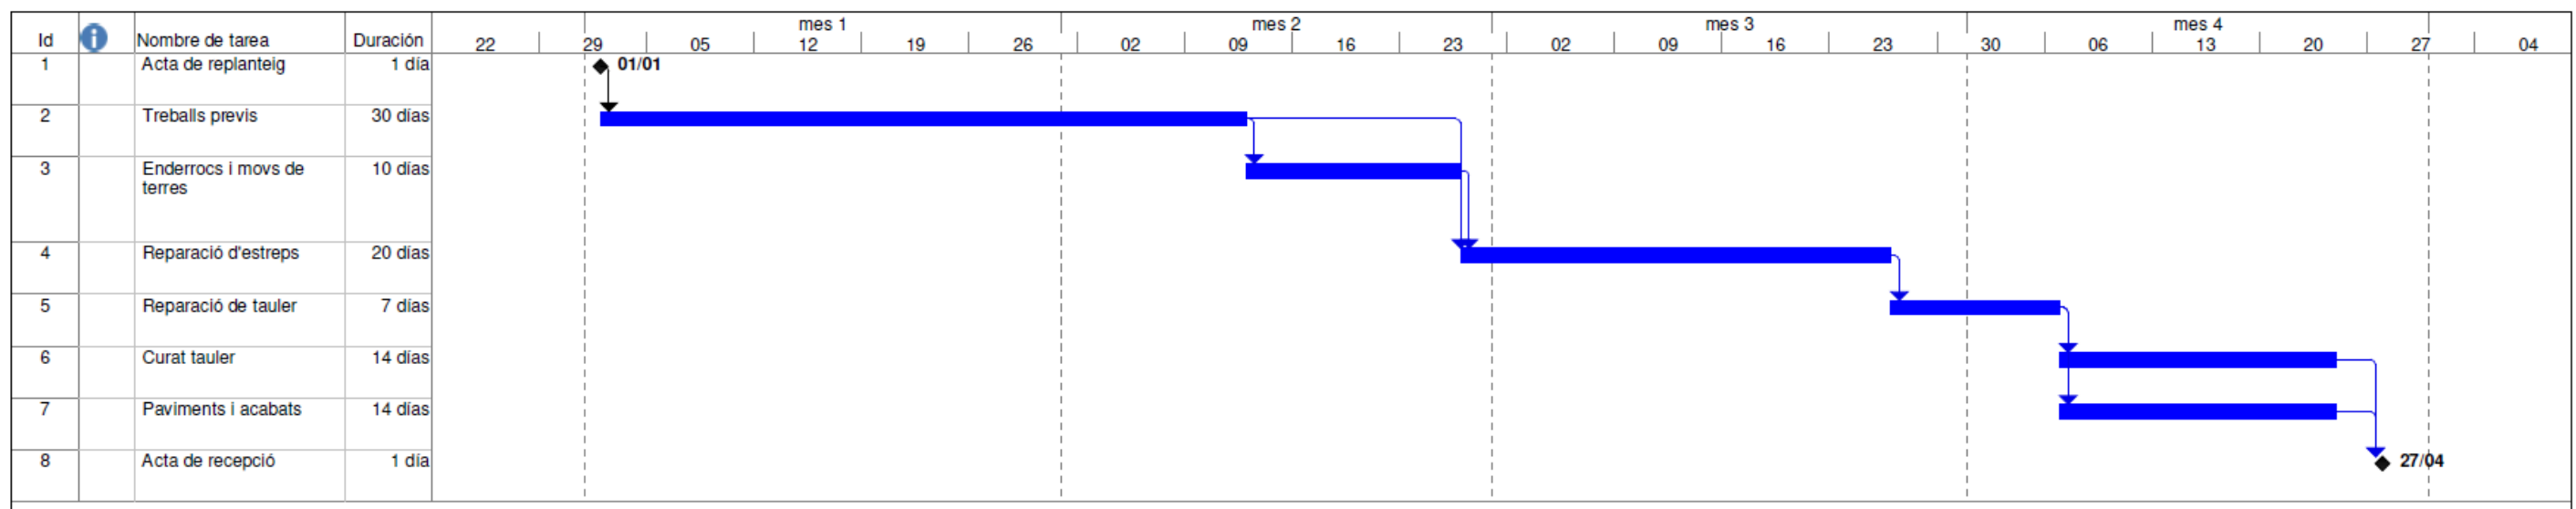 mes 1 mes 2 mes 3 mes 4
Id i Nombre de tarea Duración 22 29 05 12 19 26 02 09 16 23 02 09 16 23 30 06 13 20 27 04
1 Acta de replanteig 1 día 01/01
2 Treballs previs 30 días
3 Enderrocs i movs de 10 días
terres
4 Reparació d'estreps 20 días
5 Reparació de tauler 7 días
6 Curat tauler 14 días
7 Paviments i acabats 14 días
8 Acta de recepció 1 día 27/04